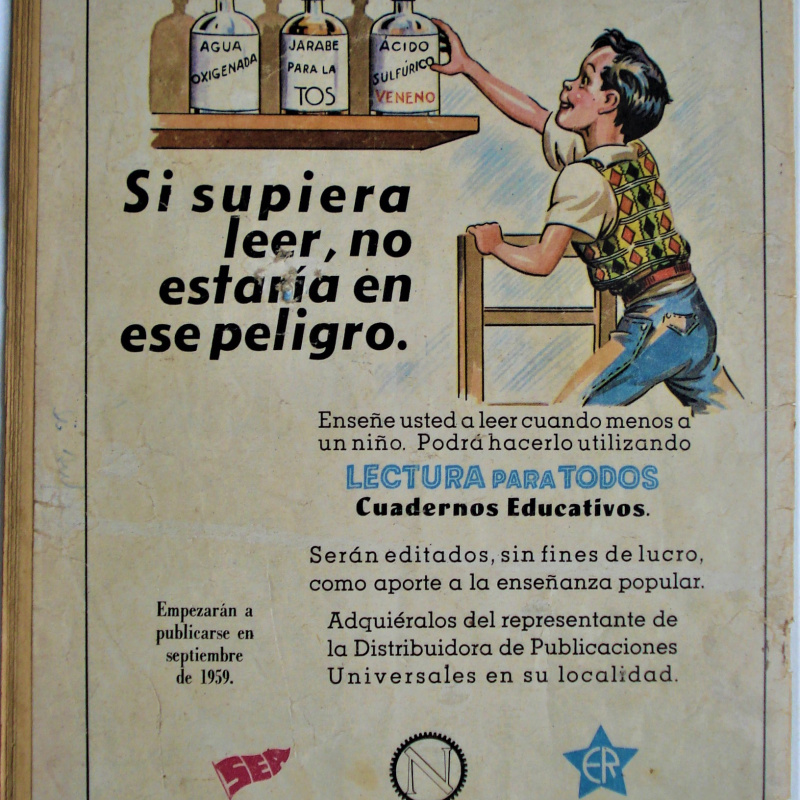 AGUA
OXIGENADA
JARABE
PARA LA
TOS
ÁCIDO
SULFÚRICO
VENENO
Si supiera
leer, no
estaría en
ese peligro.
Enseñe usted a leer cuando menos a
un niño. Podrá hacerlo utilizando
LECTURA PARA TODOS
Cuadernos Educativos.
Serán editados, sin fines de lucro,
como aporte a la enseñanza popular.
Empezarán a
publicarse en
septiembre
de 1959.
Adquiéralos del representante de
la Distribuidora de Publicaciones
Universales en su localidad.
SEA
N
ER